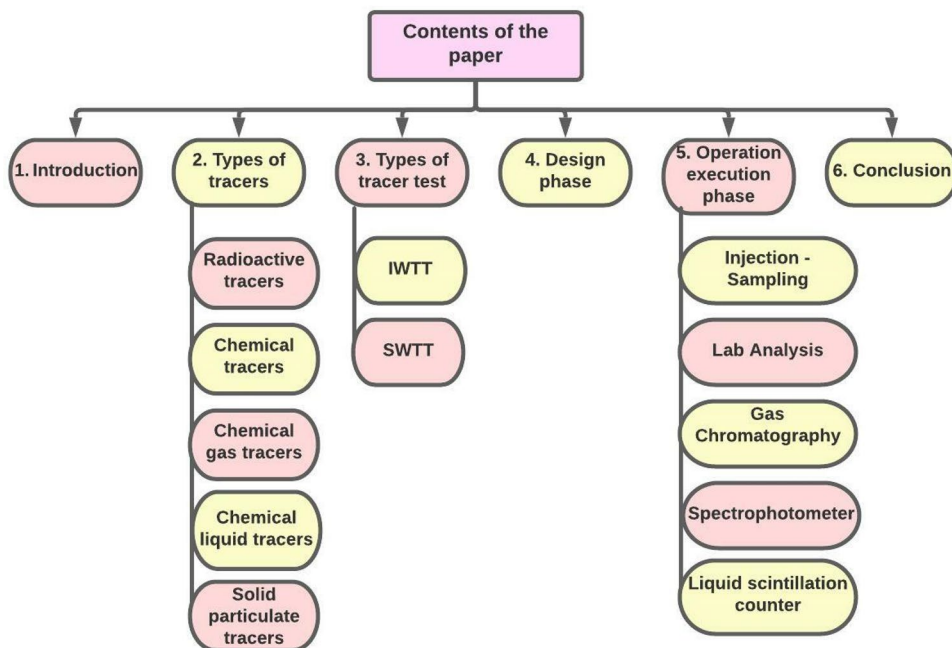 Contents of the
paper
1. Introduction
2. Types of
tracers
3. Types of
tracer test
4. Design
phase
5. Operation
execution
phase
6. Conclusion
Radioactive
tracers
Chemical
tracers
Chemical
gas tracers
Chemical
liquid tracers
Solid
particulate
tracers
IWTT
SWTT
Injection -
Sampling
Lab Analysis
Gas
Chromatography
Spectrophotometer
Liquid scintillation
counter